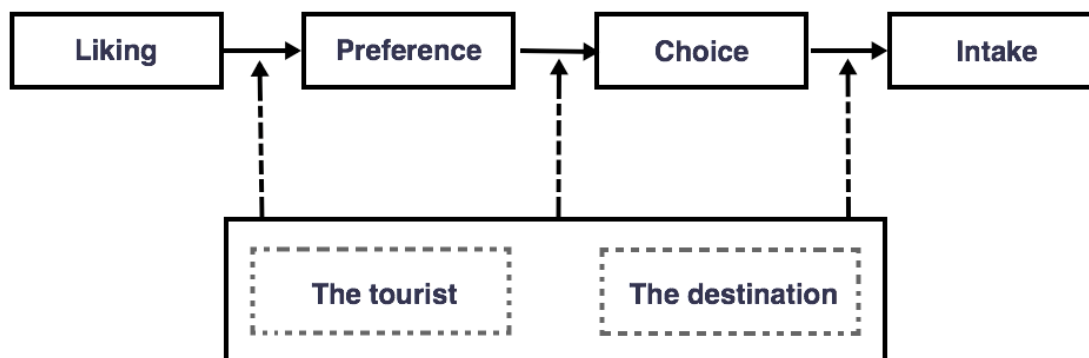 Liking
Preference
Choice
Intake
The tourist
The destination